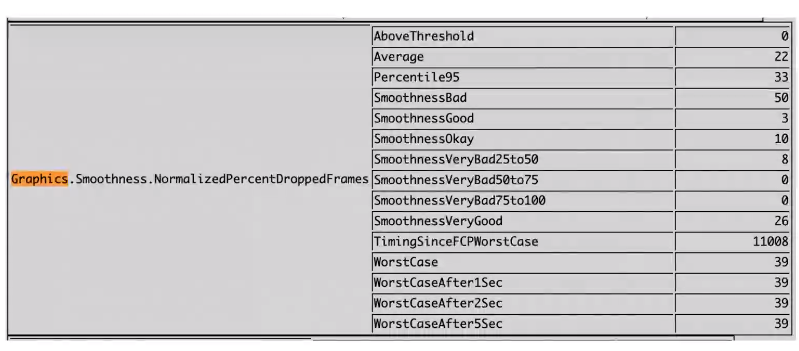 AboveThreshold 0
Average 22
Percentile95 33
SmoothnessBad 50
SmoothnessGood 3
SmoothnessOkay 10
SmoothnessVeryBad25to50 8
Graphics.Smoothness.NormalizedPercentDroppedFrames SmoothnessVeryBad50to75 0
SmoothnessVeryBad75to100 0
SmoothnessVeryGood 26
TimingSinceFCPWorstCase 11008
WorstCase 39
WorstCaseAfter1Sec 39
WorstCaseAfter2Sec 39
WorstCaseAfter5Sec 39